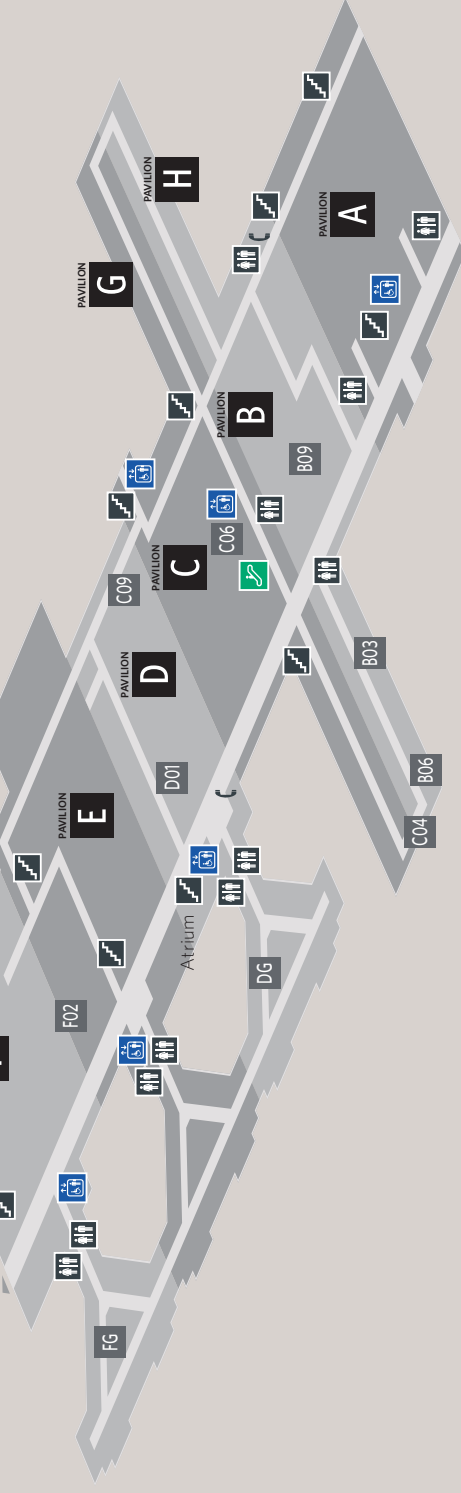 PAVILION
H
PAVILION
A
PAVILION
G
PAVILION
B
B09
C06
PAVILION
C
C09
PAVILION
D
B03
D01
B06
C04
PAVILION
E
Atrium
DG
F02
FG